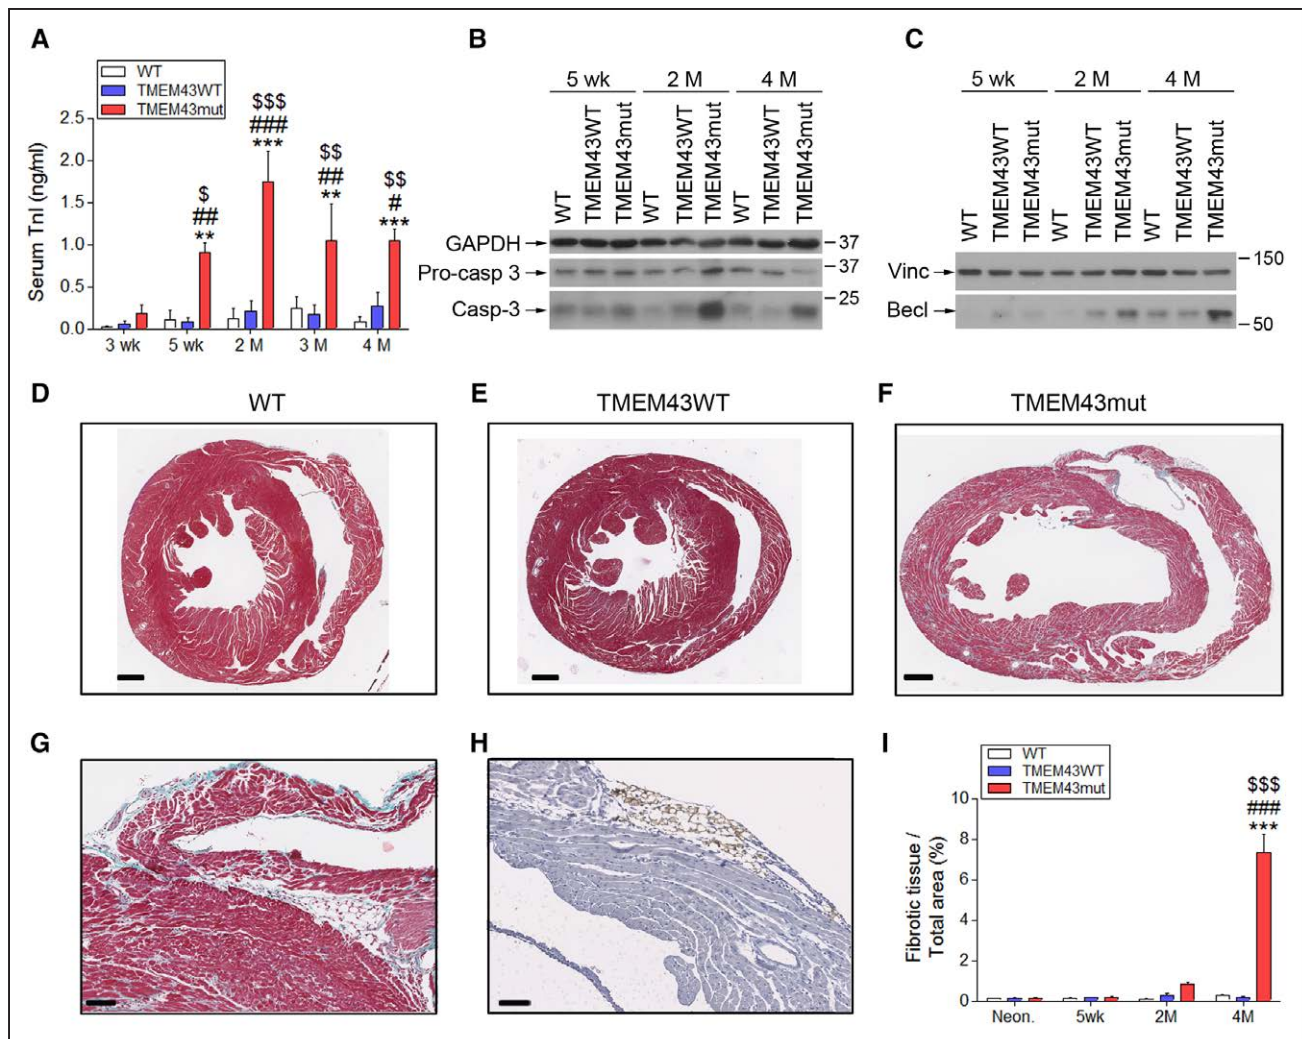 A
WT
TMEM43WT
TMEM43mut
Serum TnI (ng/ml)
2.5
2.0
1.5
1.0
0.5
0.0
$
##
**
$$$
###
***
$$
##
**
$$
#
***
3 wk 5 wk 2 M 3 M 4 M
B
5 wk 2 M 4 M
WT TMEM43WT TMEM43mut WT TMEM43WT TMEM43mut WT TMEM43WT TMEM43mut
GAPDH 37
Pro-casp 3 37
Casp-3 25
C
5 wk 2 M 4 M
WT TMEM43WT TMEM43mut WT TMEM43WT TMEM43mut WT TMEM43WT TMEM43mut
Vinc 150
Becl 50
D
WT
E
TMEM43WT
F
TMEM43mut
G
H
I
WT
TMEM43WT
TMEM43mut
Fibrotic tissue /
Total area (%)
10
8
6
4
2
0
$$$
###
***
Neon. 5wk 2M 4M